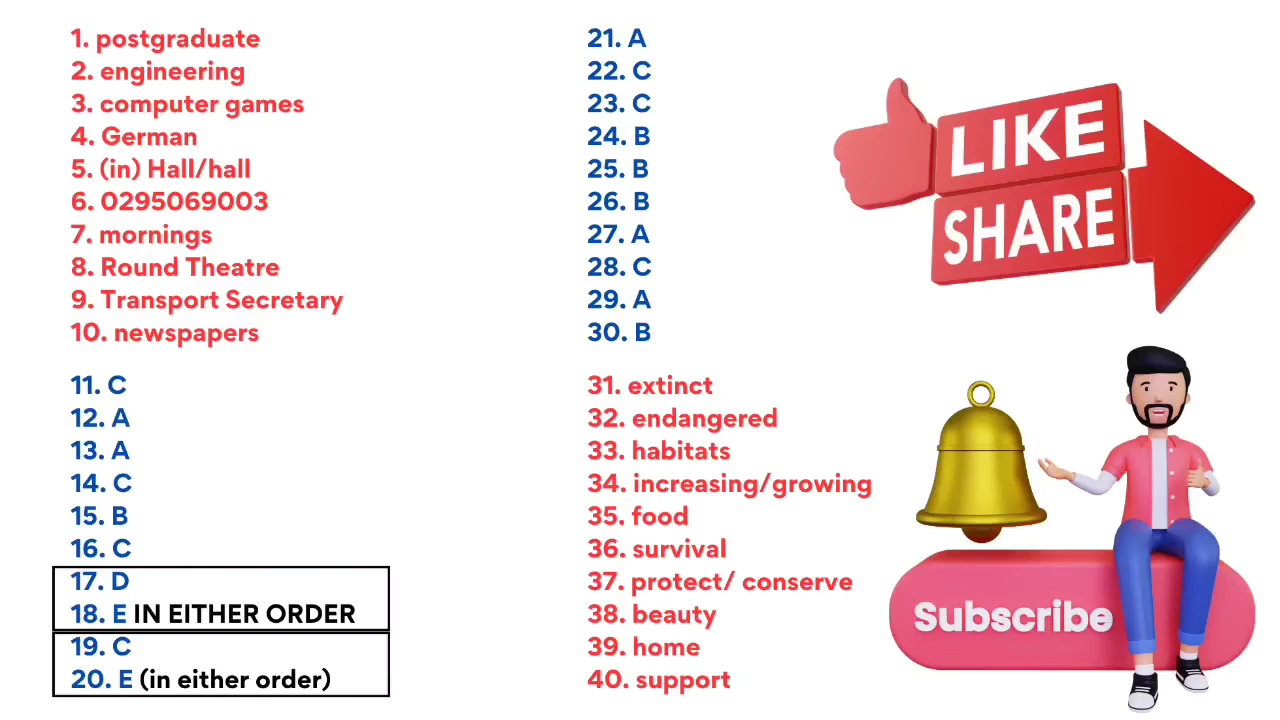 1. postgraduate
2. engineering
3. computer games
4. German
5. (in) Hall/hall
6. 0295069003
7. mornings
8. Round Theatre
9. Transport Secretary
10. newspapers
11. C
12. A
13. A
14. C
15. B
16. C
17. D
18. E IN EITHER ORDER
19. C
20. E (in either order)
21. A
22. C
23. C
24. B
25. B
26. B
27. A
28. C
29. A
30. B
31. extinct
32. endangered
33. habitats
34. increasing/growing
35. food
36. survival
37. protect/ conserve
38. beauty
39. home
40. support
LIKE
SHARE
Subscribe